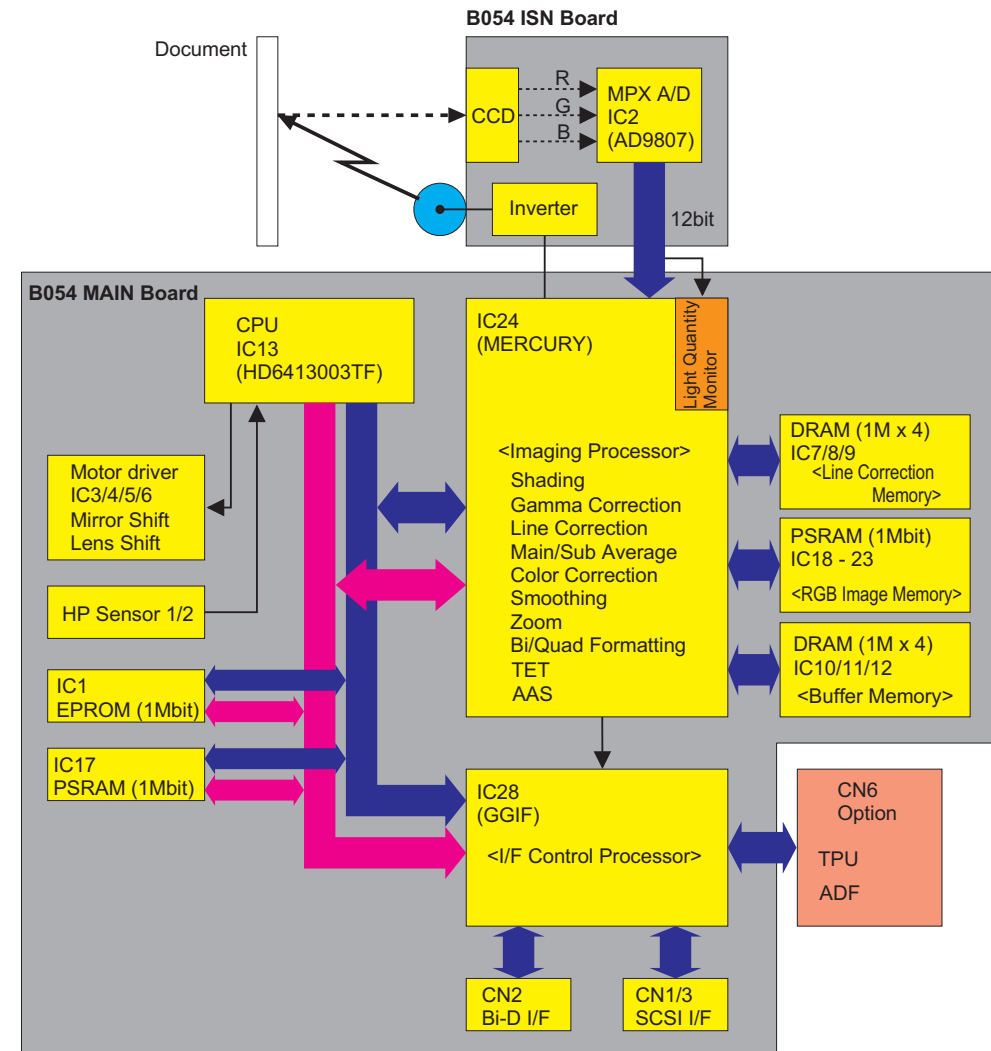 B054 ISN Board
Document
CCD
R
G
B
MPX A/D
IC2
(AD9807)
Inverter
12bit
B054 MAIN Board
CPU
IC13
(HD6413003TF)
IC24
(MERCURY)
Light Quantity
Monitor
<Imaging Processor>
Shading
Gamma Correction
Line Correction
Main/Sub Average
Color Correction
Smoothing
Zoom
Bi/Quad Formatting
TET
AAS
DRAM (1M x 4)
IC7/8/9
<Line Correction
Memory>
PSRAM (1Mbit)
IC18 - 23
<RGB Image Memory>
DRAM (1M x 4)
IC10/11/12
<Buffer Memory>
Motor driver
IC3/4/5/6
Mirror Shift
Lens Shift
HP Sensor 1/2
IC1
EPROM (1Mbit)
IC17
PSRAM (1Mbit)
IC28
(GGIF)
<I/F Control Processor>
CN6
Option
TPU
ADF
CN2
Bi-D I/F
CN1/3
SCSI I/F